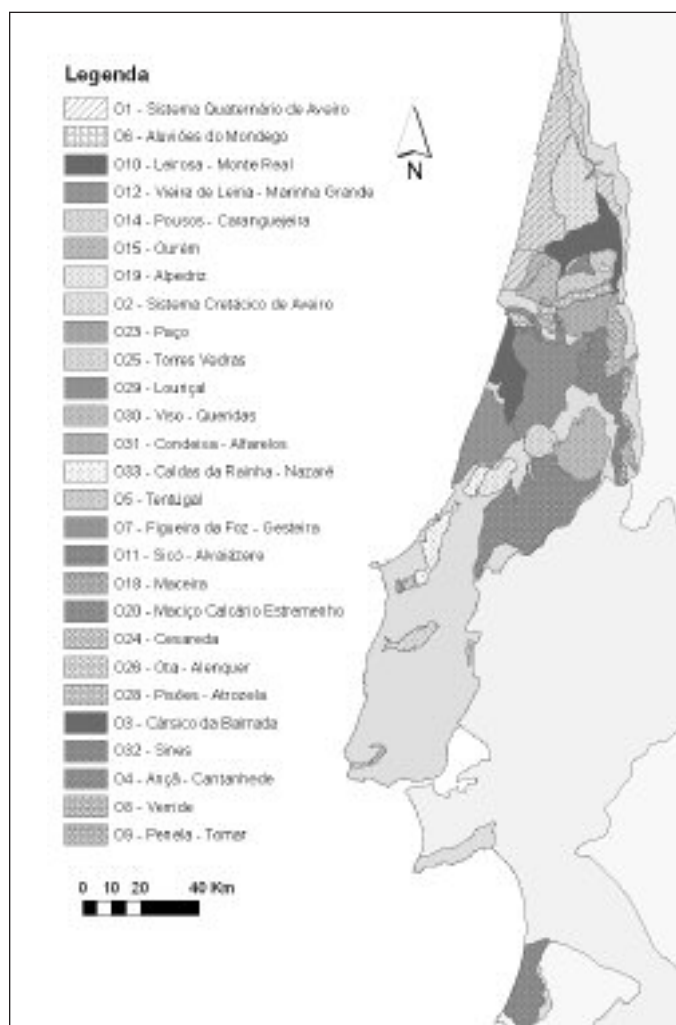 Legenda
O1 - Sistema Quaternário de Aveiro
O6 - Aluviões do Mondego
O10 - Leirosa - Monte Real
O12 - Vieira de Leiria - Marinha Grande
O14 - Pousos - Caranguejeira
O15 - Ourém
O19 - Alpedriz
O2 - Sistema Cretácico de Aveiro
O23 - Paço
O25 - Torres Vedras
O29 - Louriçal
O30 - Viso - Queridas
O31 - Condeixa - Alfarelos
O33 - Caldas da Rainha - Nazaré
O5 - Tentúgal
O7 - Figueira da Foz - Gesteira
O11 - Sicó - Alvaiázere
O18 - Maceira
O20 - Maciço Calcário Estremenho
O24 - Cesareda
O26 - Ota - Alenquer
O28 - Pisões - Atrozela
O3 - Cársico da Bairrada
O32 - Sines
O4 - Ançã - Cantanhede
O8 - Verride
O9 - Penela - Tomar
N
0 10 20 40 Km